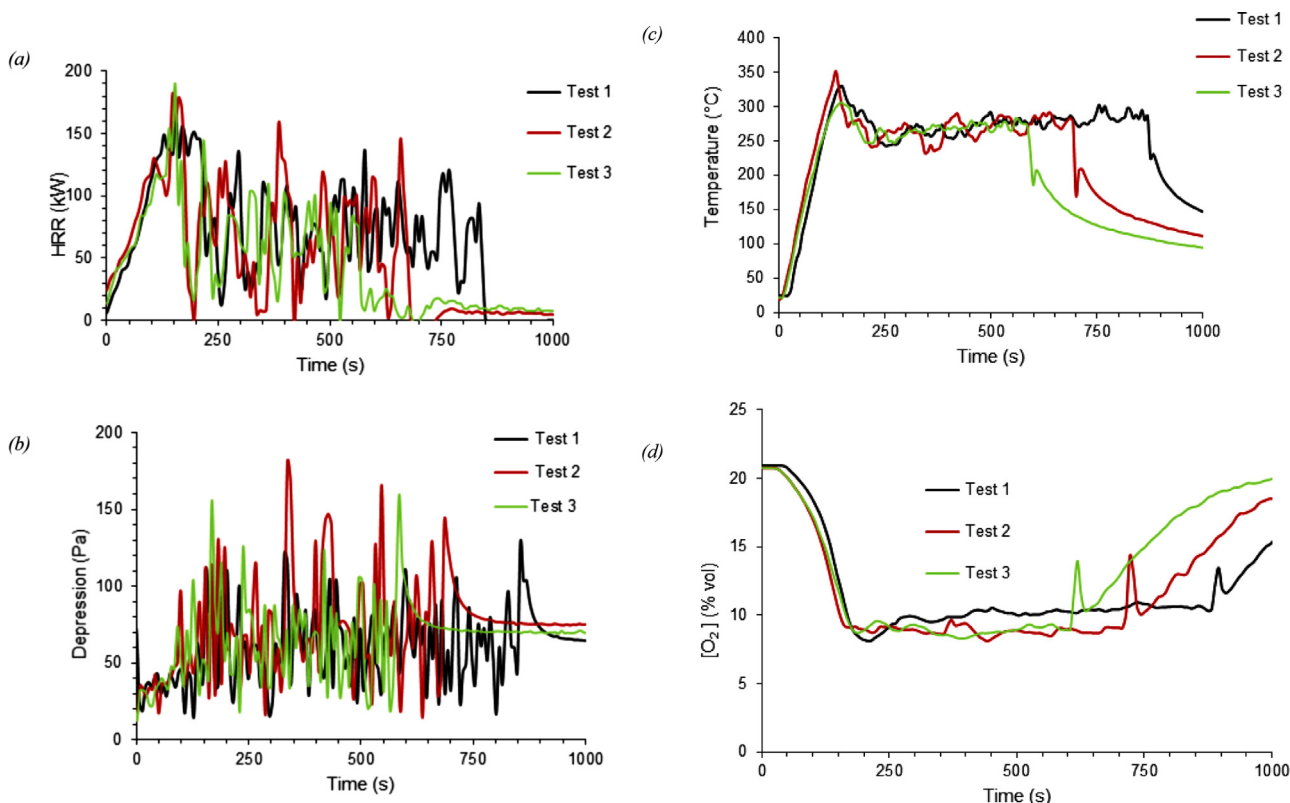 (a)
200
150
100
50
0
HRR (kW)
0 250 500 750 1000
Time (s)
Test 1
Test 2
Test 3
(c)
400
350
300
250
200
150
100
50
0
Temperature (°C)
0 250 500 750 1000
Time (s)
Test 1
Test 2
Test 3
(b)
200
150
100
50
0
Depression (Pa)
0 250 500 750 1000
Time (s)
Test 1
Test 2
Test 3
(d)
25
20
15
10
5
0
[O₂] (% vol)
0 250 500 750 1000
Time (s)
Test 1
Test 2
Test 3